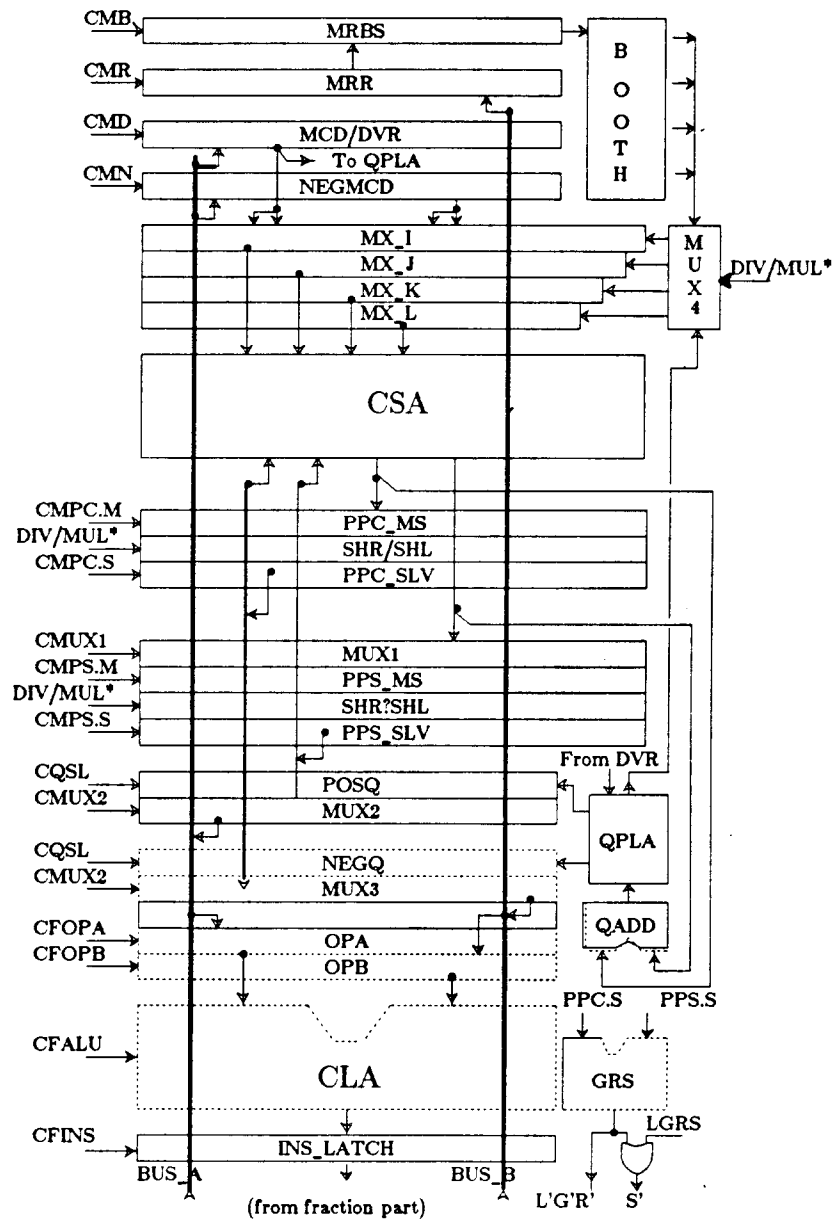 CMB
MRBS
CMR
MRR
BOOTH
CMD
MCD/DVR
To QPLA
CMN
NEGMCD
MX_I
MX_J
MX_K
MX_L
MUX4
DIV/MUL*
CSA
CMPC.M
PPC_MS
DIV/MUL*
SHR/SHL
CMPC.S
PPC_SLV
CMUX1
MUX1
CMPS.M
PPS_MS
DIV/MUL*
SHR?SHL
CMPS.S
PPS_SLV
From DVR
CQSL
POSQ
CMUX2
MUX2
QPLA
CQSL
NEGQ
CMUX2
MUX3
QADD
CFOPA
OPA
CFOPB
OPB
PPC.S
PPS.S
CFALU
CLA
GRS
CFINS
INS_LATCH
LGRS
BUS_A
BUS_B
L'G'R'
S'
(from fraction part)